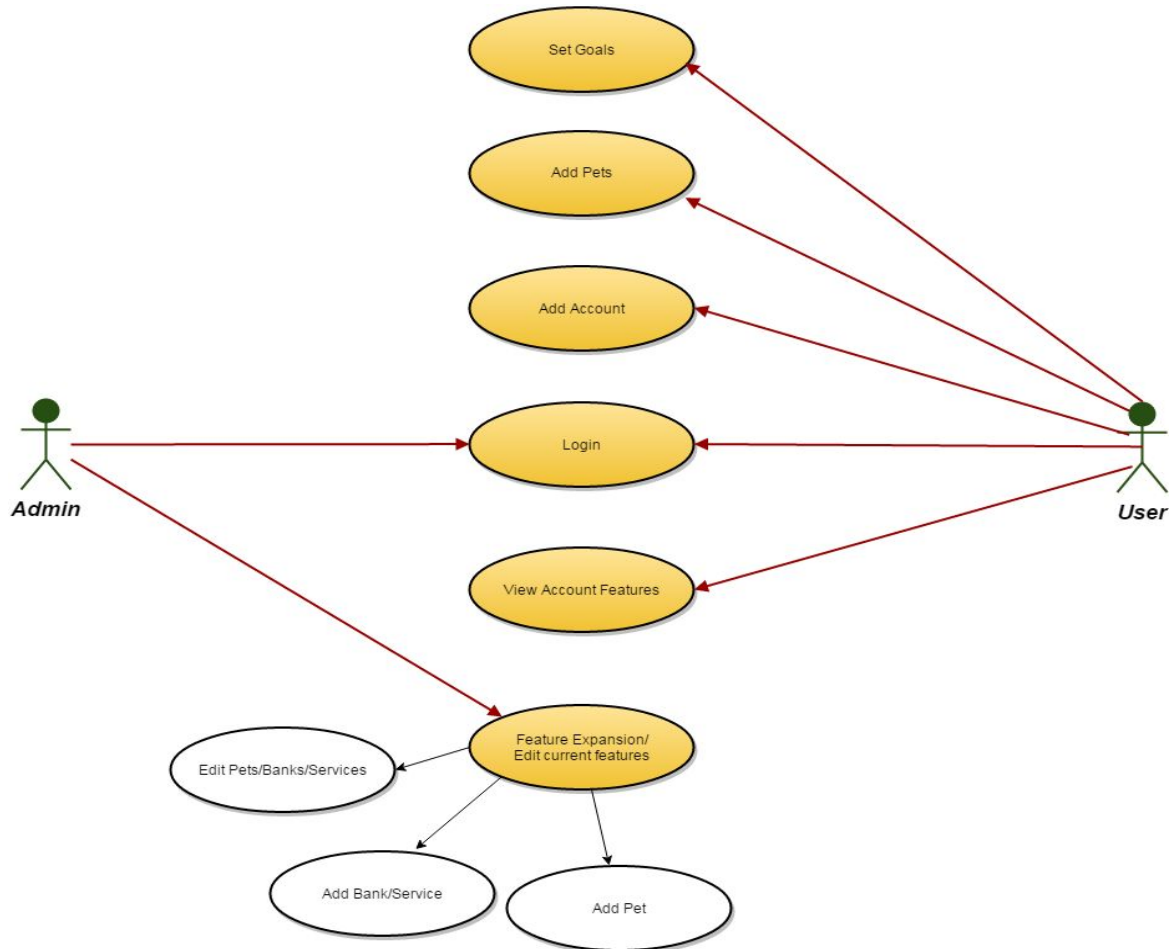 Set Goals
Add Pets
Add Account
Login
Admin
User
View Account Features
Feature Expansion/
Edit current features
Edit Pets/Banks/Services
Add Bank/Service
Add Pet